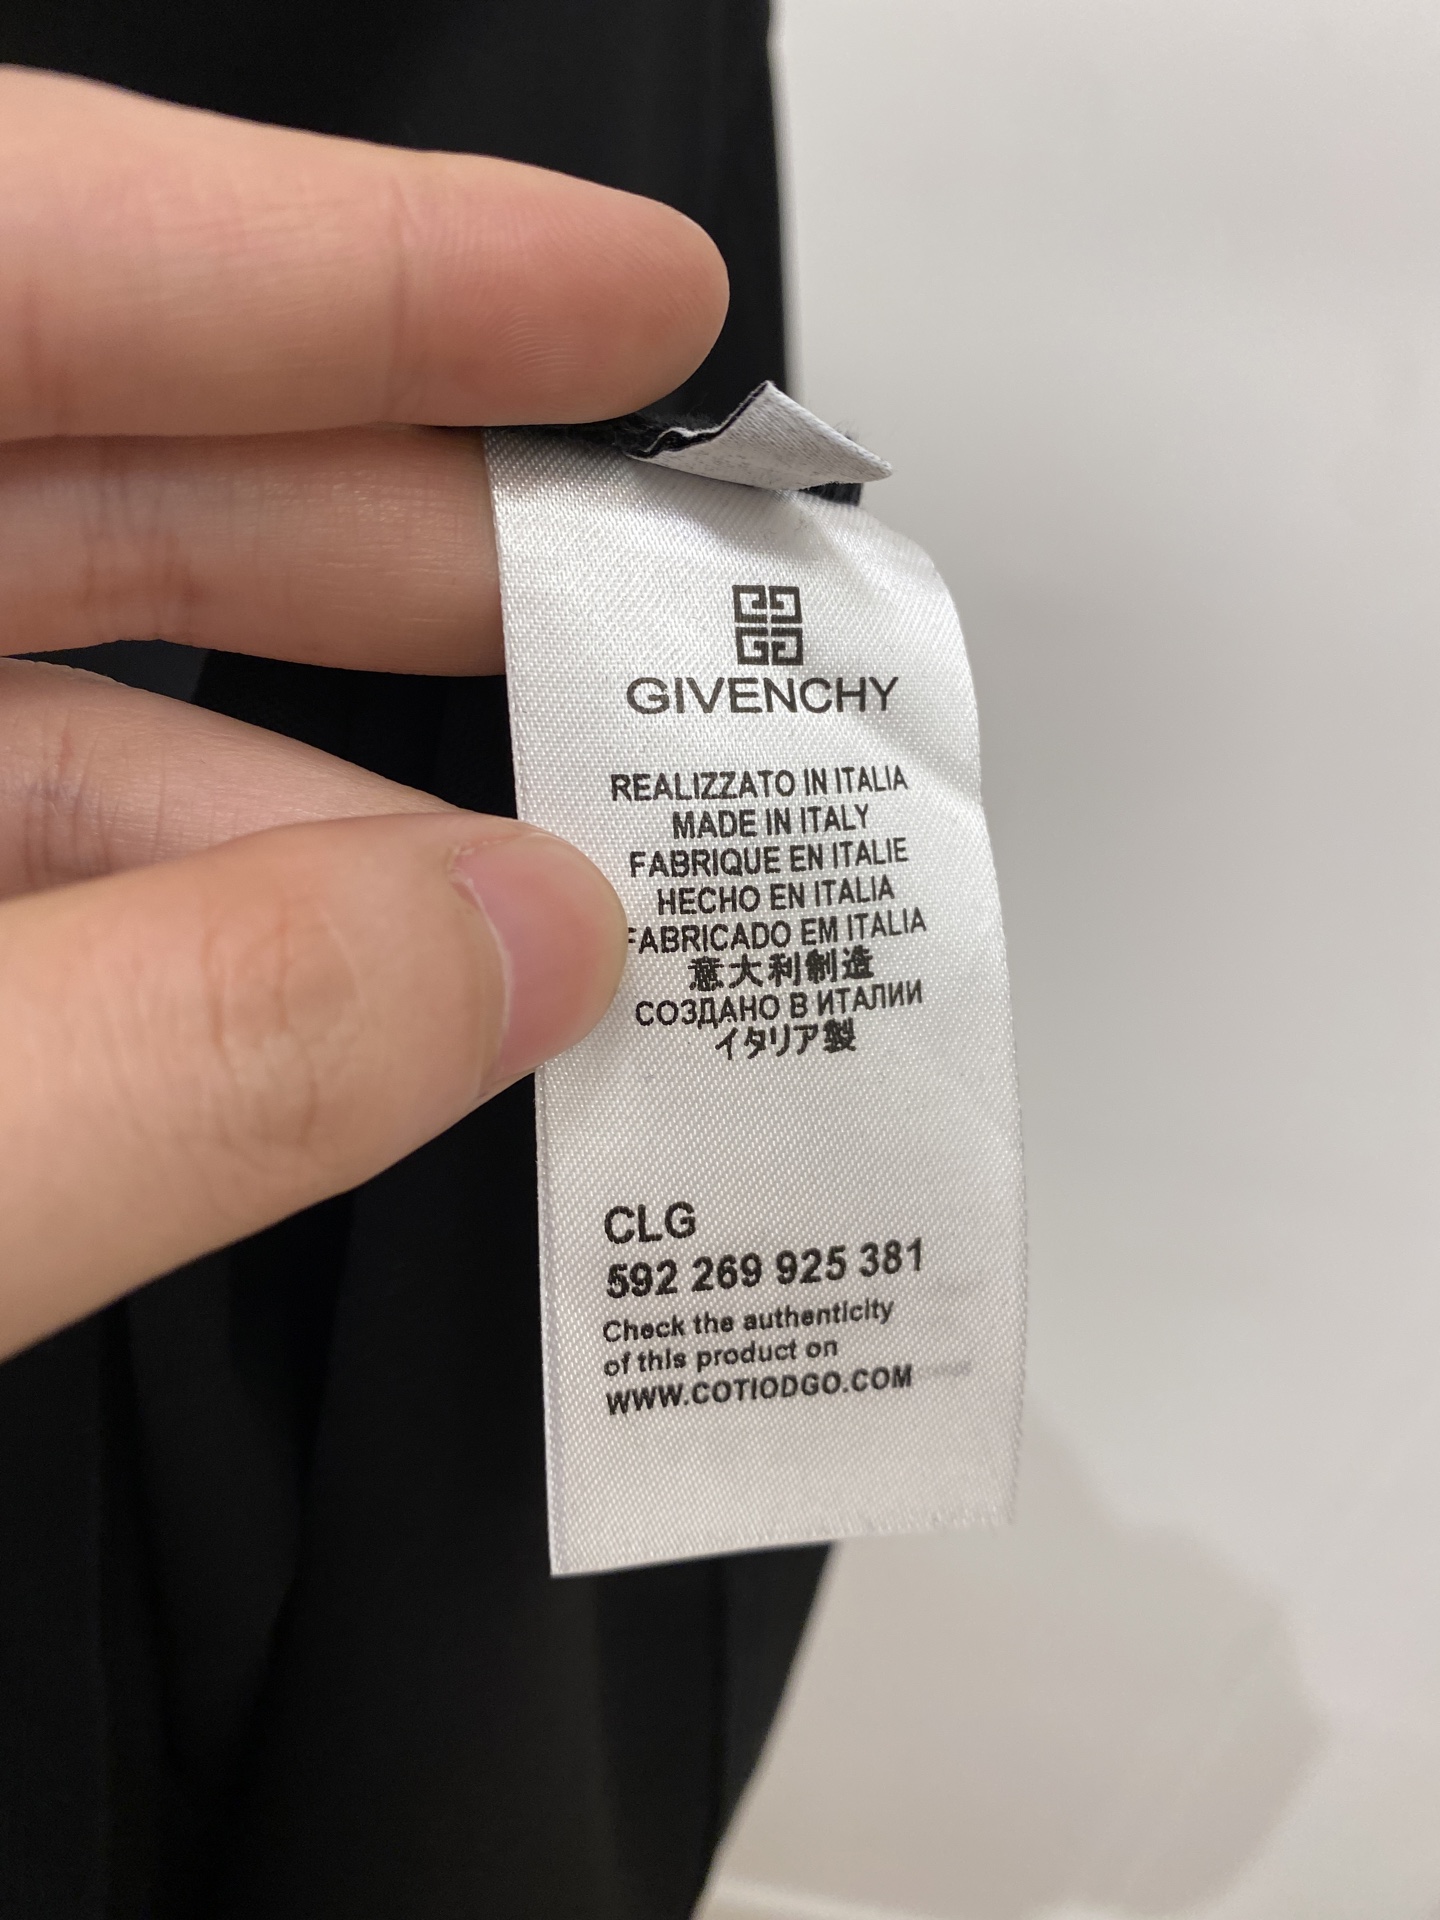 GIVENCHY
REALIZZATO IN ITALIA
MADE IN ITALY
FABRIQUE EN ITALIE
HECHO EN ITALIA
FABRICADO EM ITALIA
意大利制造
СОЗДАНО В ИТАЛИИ
イタリア製
CLG
592 269 925 381
Check the authenticity
of this product on
WWW.COTIODGO.COM